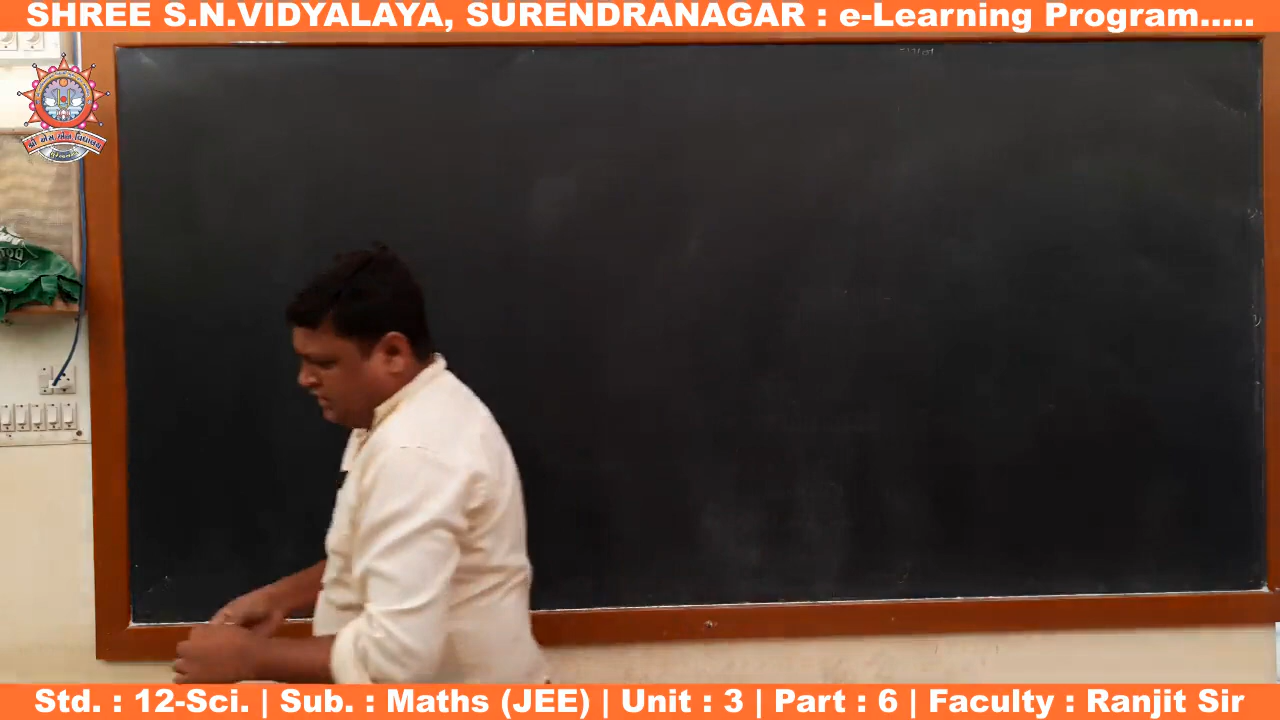 SHREE S.N.VIDYALAYA, SURENDRANAGAR : e-Learning Program.....
Std. : 12-Sci. | Sub. : Maths (JEE) | Unit : 3 | Part : 6 | Faculty : Ranjit Sir